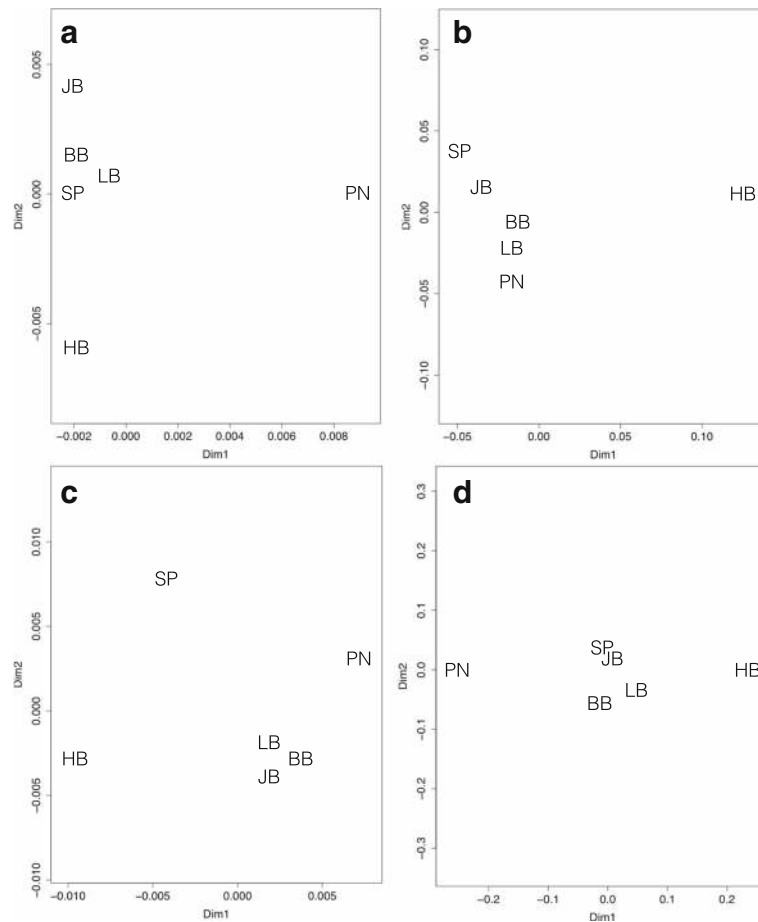 a
0.005
JB
BB
LB
SP
PN
0.000
Dim2
−0.005
HB
−0.002 0.000 0.002 0.004 0.006 0.008
Dim1
b
0.10
0.05
SP
JB
HB
0.00
BB
Dim2
LB
PN
−0.05
−0.10
−0.05 0.00 0.05 0.10
Dim1
c
0.010
SP
0.005
PN
Dim2
0.000
LB
HB
BB
JB
−0.005
−0.010
−0.010 −0.005 0.000 0.005
Dim1
d
0.3
0.2
0.1
SP
JB
PN
HB
0.0
Dim2
LB
BB
−0.1
−0.2
−0.3
−0.2 −0.1 0.0 0.1 0.2
Dim1